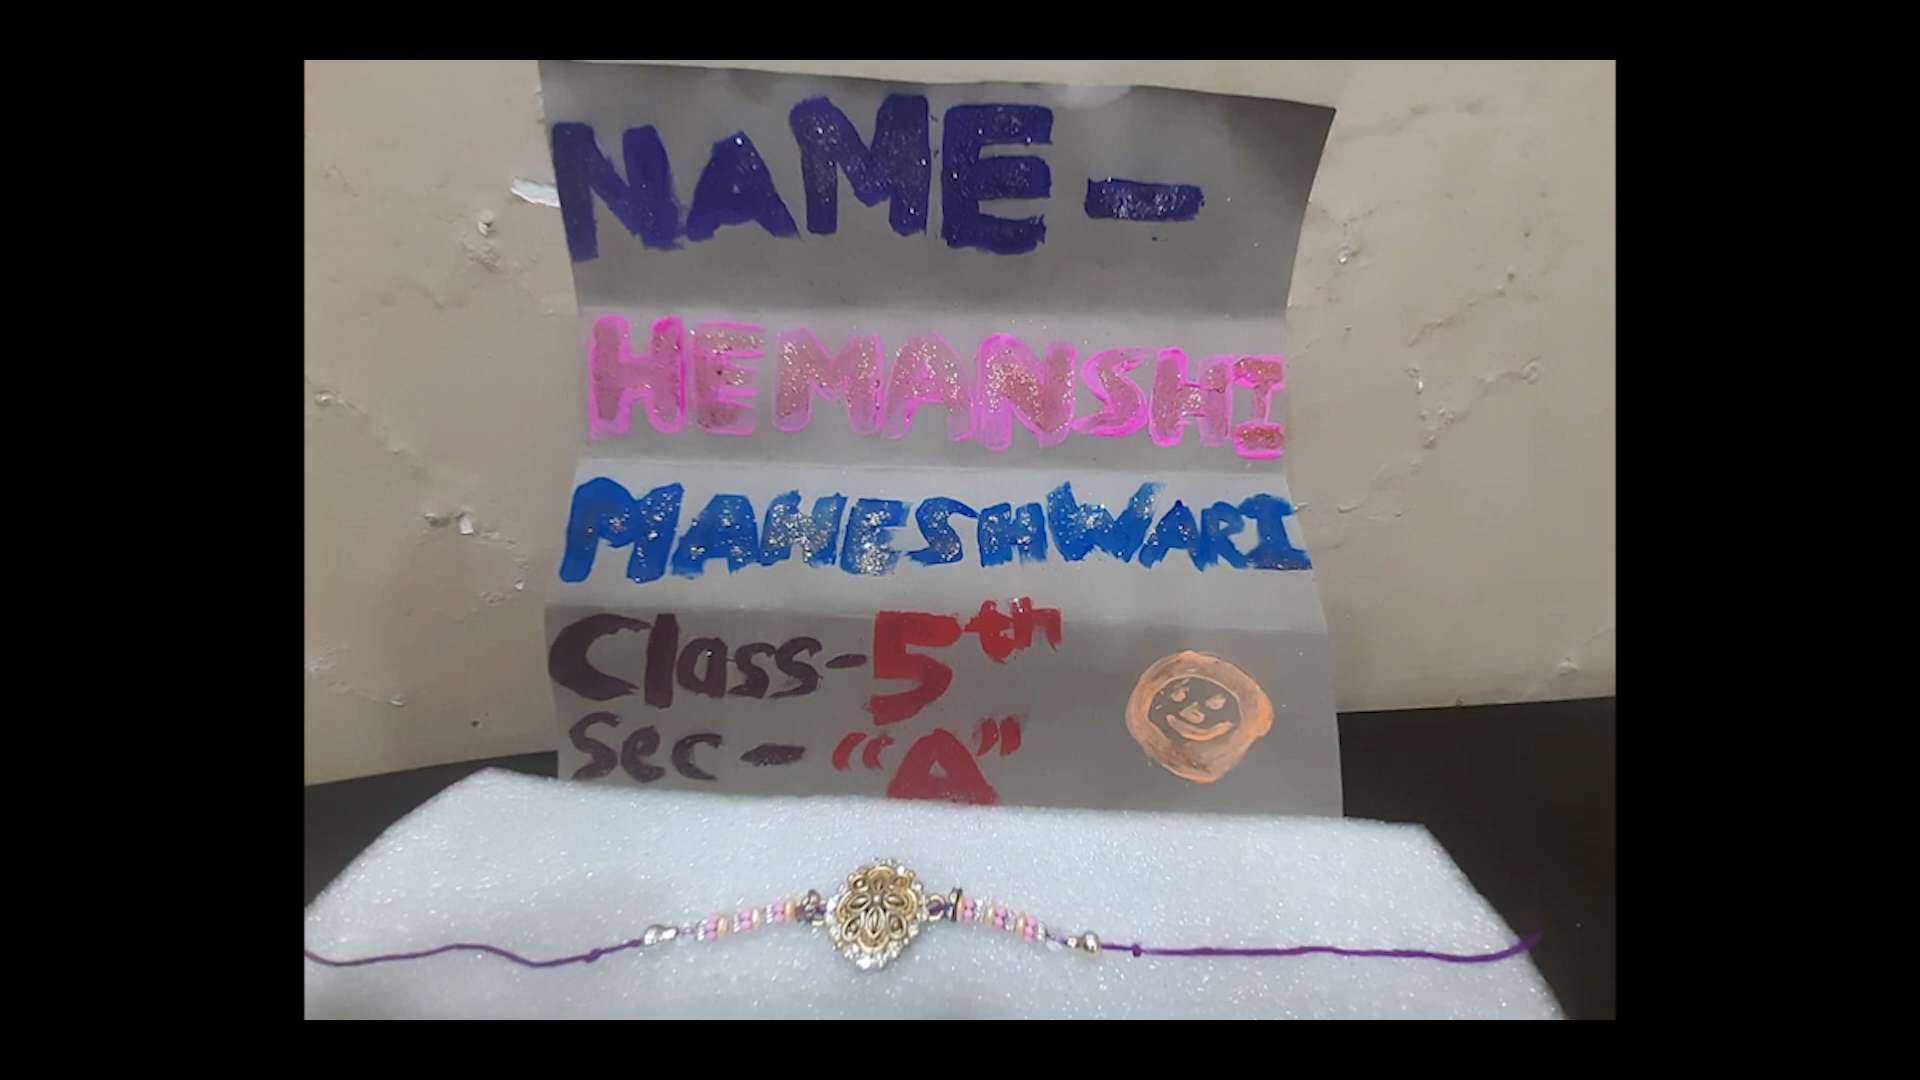 NAME-
HEMANSHI
MAHESHWARI
Class-5th
Sec-"A"